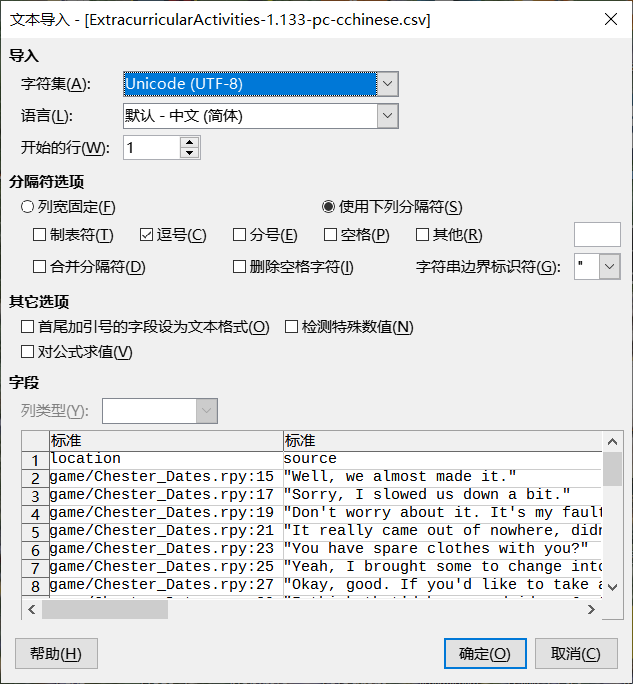 文本导入 - [ExtracurricularActivities-1.133-pc-cchinese.csv]
导入
字符集(A): Unicode (UTF-8)
语言(L): 默认 - 中文 (简体)
开始的行(W): 1
分隔符选项
列宽固定(F) 使用下列分隔符(S)
制表符(T) 逗号(C) 分号(E) 空格(P) 其他(R)
合并分隔符(D) 删除空格字符(I) 字符串边界标识符(G): "
其它选项
首尾加引号的字段设为文本格式(O) 检测特殊数值(N)
对公式求值(V)
字段
列类型(Y):
标准 标准
1 location source
2 game/Chester_Dates.rpy:15 "Well, we almost made it."
3 game/Chester_Dates.rpy:17 "Sorry, I slowed us down a bit."
4 game/Chester_Dates.rpy:19 "Don't worry about it. It's my fault
5 game/Chester_Dates.rpy:21 "It really came out of nowhere, didn
6 game/Chester_Dates.rpy:23 "You have spare clothes with you?"
7 game/Chester_Dates.rpy:25 "Yeah, I brought some to change into
8 game/Chester_Dates.rpy:27 "Okay, good. If you'd like to take a
帮助(H) 确定(O) 取消(C)